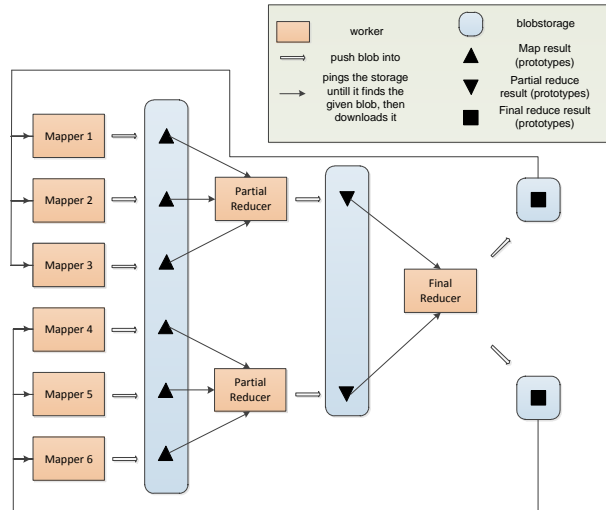 worker
blobstorage
push blob into
Map result
(prototypes)
pings the storage
untill it finds the
given blob, then
downloads it
Partial reduce
result (prototypes)
Final reduce result
(prototypes)
Mapper 1
Mapper 2
Mapper 3
Mapper 4
Mapper 5
Mapper 6
Partial
Reducer
Partial
Reducer
Final
Reducer